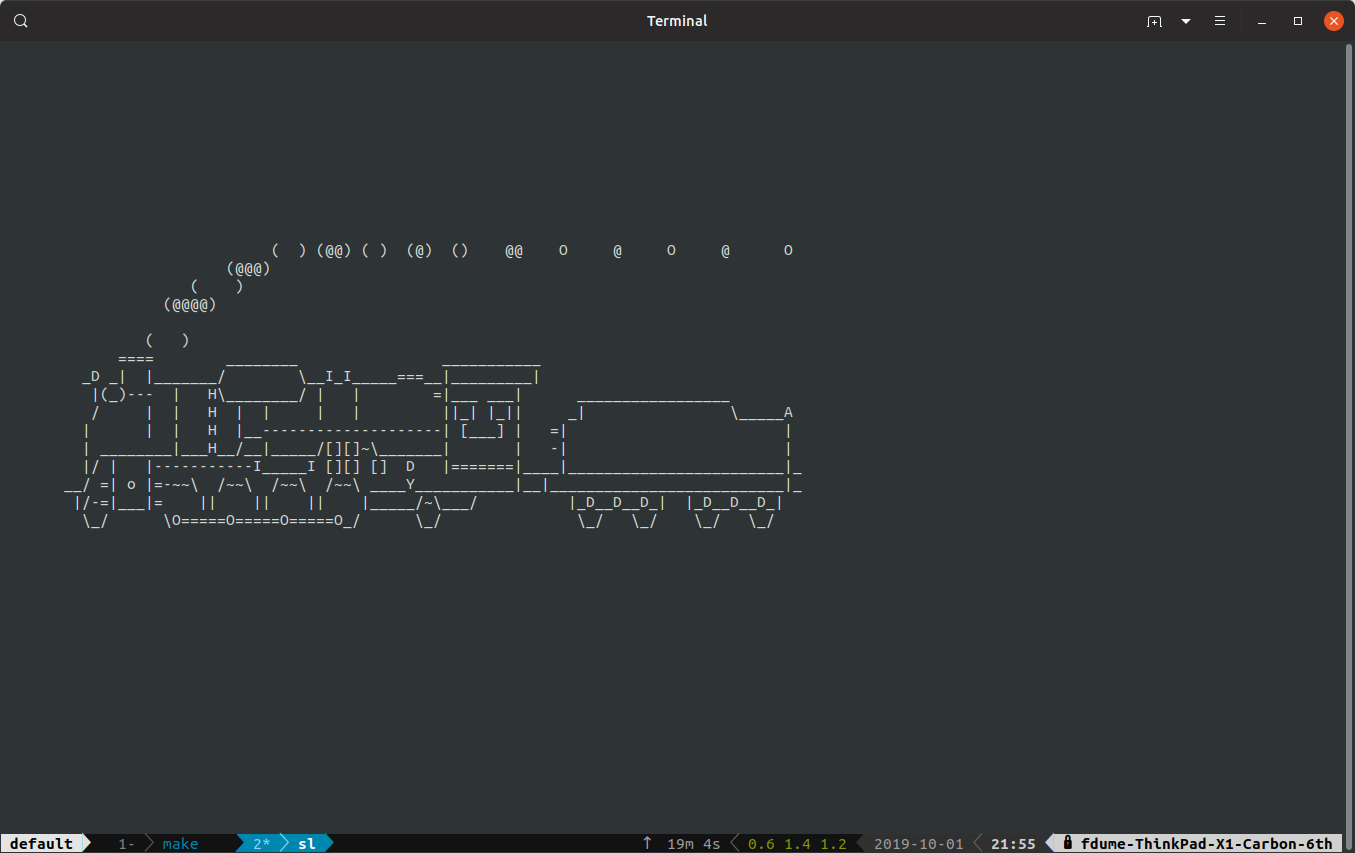 Terminal
                              (  ) (@@) ( )  (@)  ()    @@    O     @     O     @      O
                         (@@@)
                     (    )
                  (@@@@)
                (   )
             ====        ________                ___________
         _D _|  |_______/        \__I_I_____===__|_________|
          |(_)---  |   H\________/ |   |        =|___ ___|      _________________
          /     |  |   H  |  |     |   |         ||_| |_||     _|                \_____A
         |      |  |   H  |__--------------------| [___] |   =|                        |
         | ________|___H__/__|_____/[][]~\_______|       |   -|                        |
         |/ |   |-----------I_____I [][] []  D   |=======|____|________________________|_
       __/ =| o |=-~~\  /~~\  /~~\  /~~\ ____Y___________|__|__________________________|_
        |/-=|___|=    ||    ||    ||    |_____/~\___/          |_D__D__D_|  |_D__D__D_|
         \_/      \O=====O=====O=====O_/      \_/               \_/   \_/    \_/   \_/
default 1- make 2* sl ↑ 19m 4s 0.6 1.4 1.2 2019-10-01 21:55 fdume-ThinkPad-X1-Carbon-6th